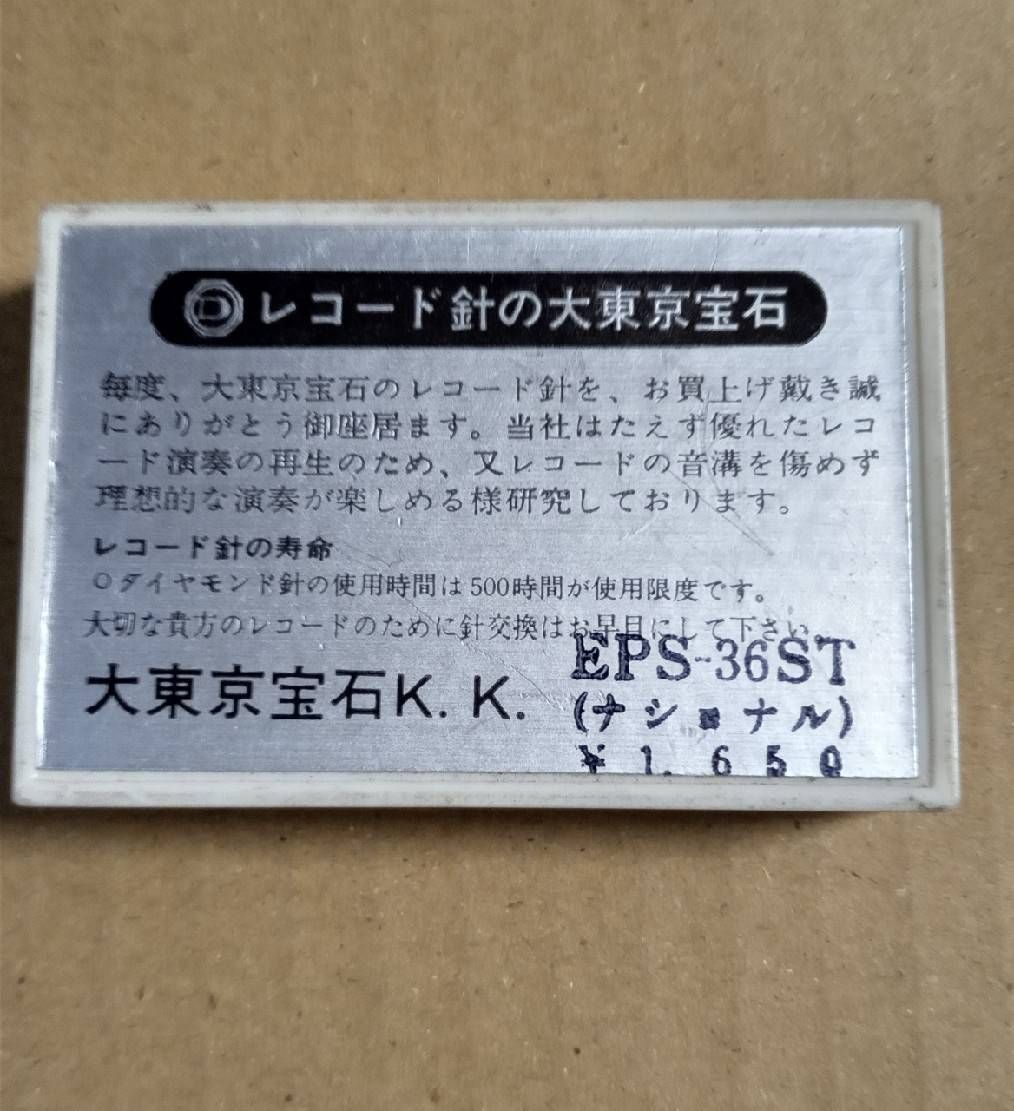 D レコード針の大東京宝石
毎度、大東京宝石のレコード針を、お買上げ戴き誠
にありがとう御座居ます。当社はたえず優れたレコ
ード演奏の再生のため、又レコードの音溝を傷めず
理想的な演奏が楽しめる様研究しております。
レコード針の寿命
○ダイヤモンド針の使用時間は500時間が使用限度です。
大切な貴方のレコードのために針交換はお早目にして下さい。
EPS-36ST
大東京宝石K.K.
(ナショナル)
¥1,650